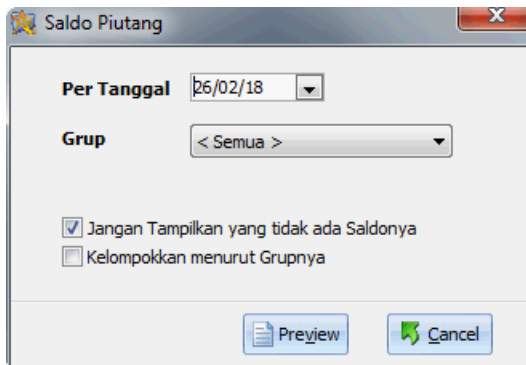 Saldo Piutang
Per Tanggal 26/02/18
Grup < Semua >
Jangan Tampilkan yang tidak ada Saldonya
Kelompokkan menurut Grupnya
Preview Cancel